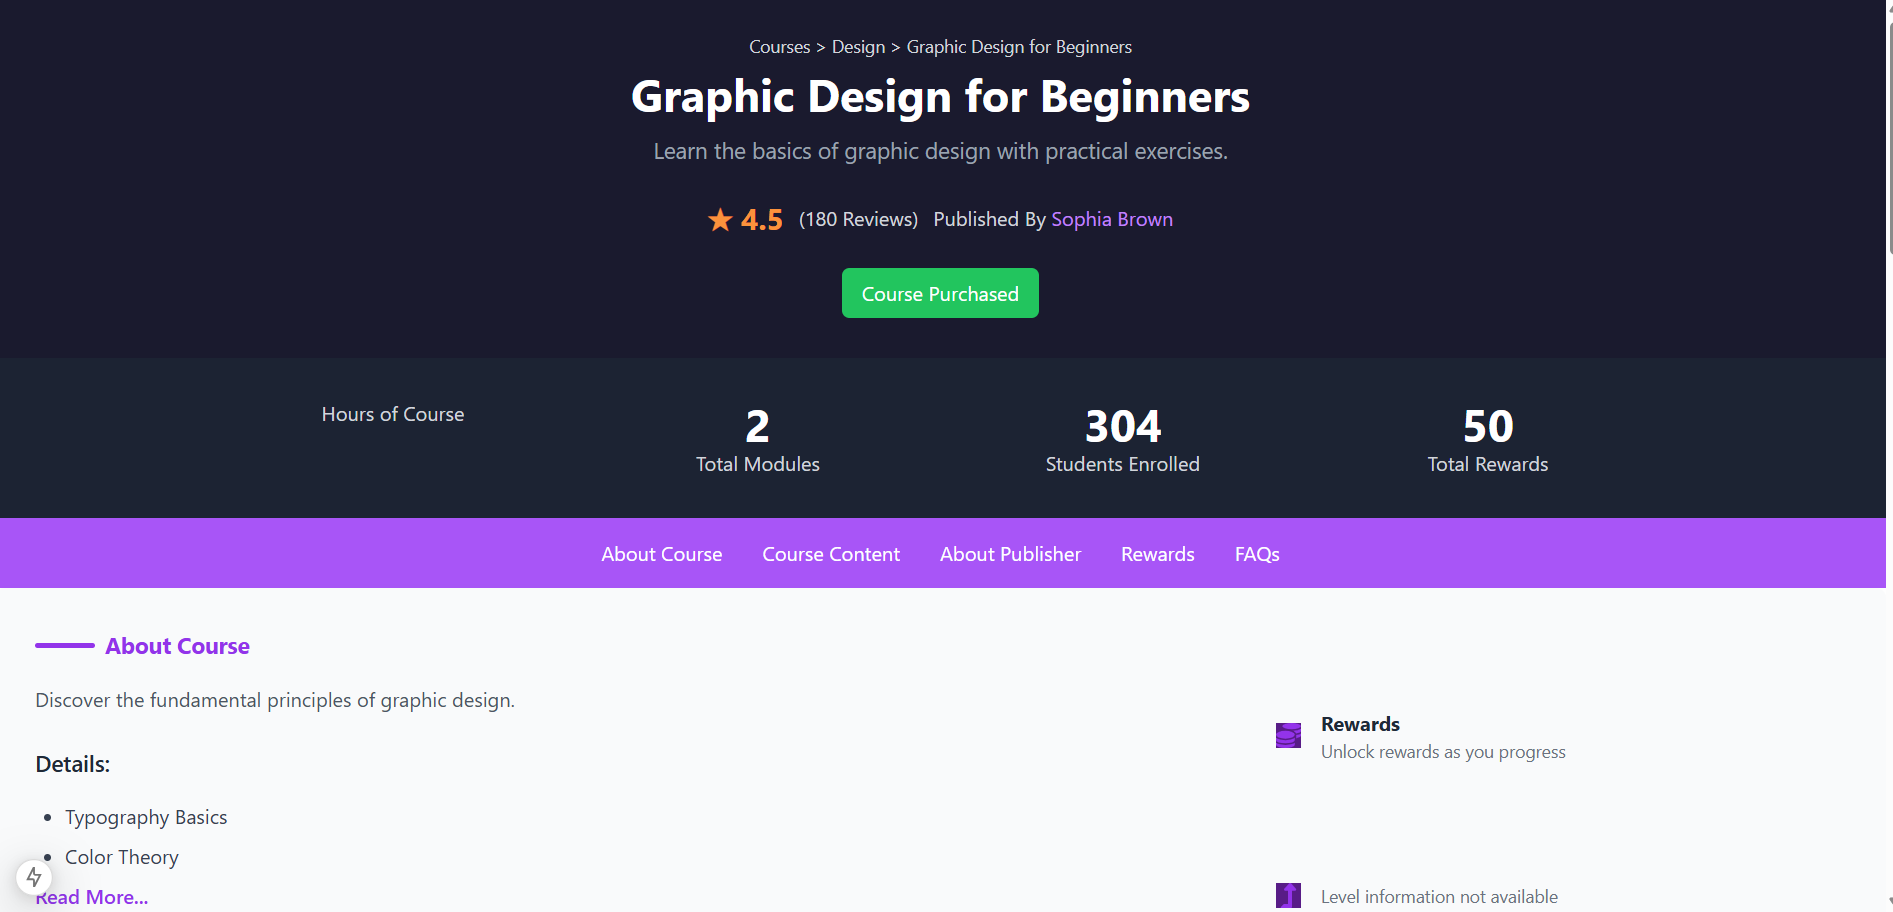 Courses > Design > Graphic Design for Beginners
Graphic Design for Beginners
Learn the basics of graphic design with practical exercises.
★ 4.5 (180 Reviews) Published By Sophia Brown
Course Purchased
Hours of Course
2
Total Modules
304
Students Enrolled
50
Total Rewards
About Course Course Content About Publisher Rewards FAQs
About Course
Discover the fundamental principles of graphic design.
Details:
• Typography Basics
• Color Theory
Read More...
Rewards
Unlock rewards as you progress
Level information not available